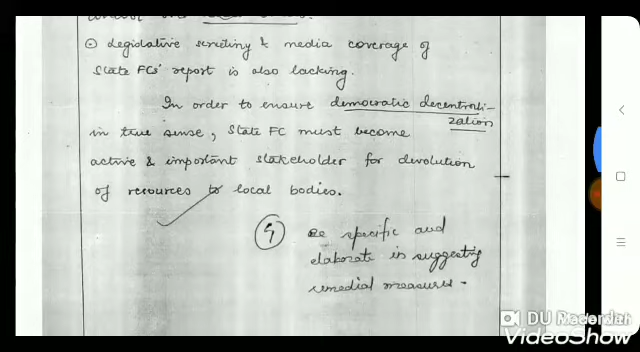 ⊙ Legislative scrutiny & media coverage of
State FCs' report is also lacking.
In order to ensure democratic decentrali-
zation
in true sense, State FC must become
active & important stakeholder for devolution
of resources to local bodies.
Be specific and
elaborate in suggesting
remedial measures.
DU Raderdah
VideoShow